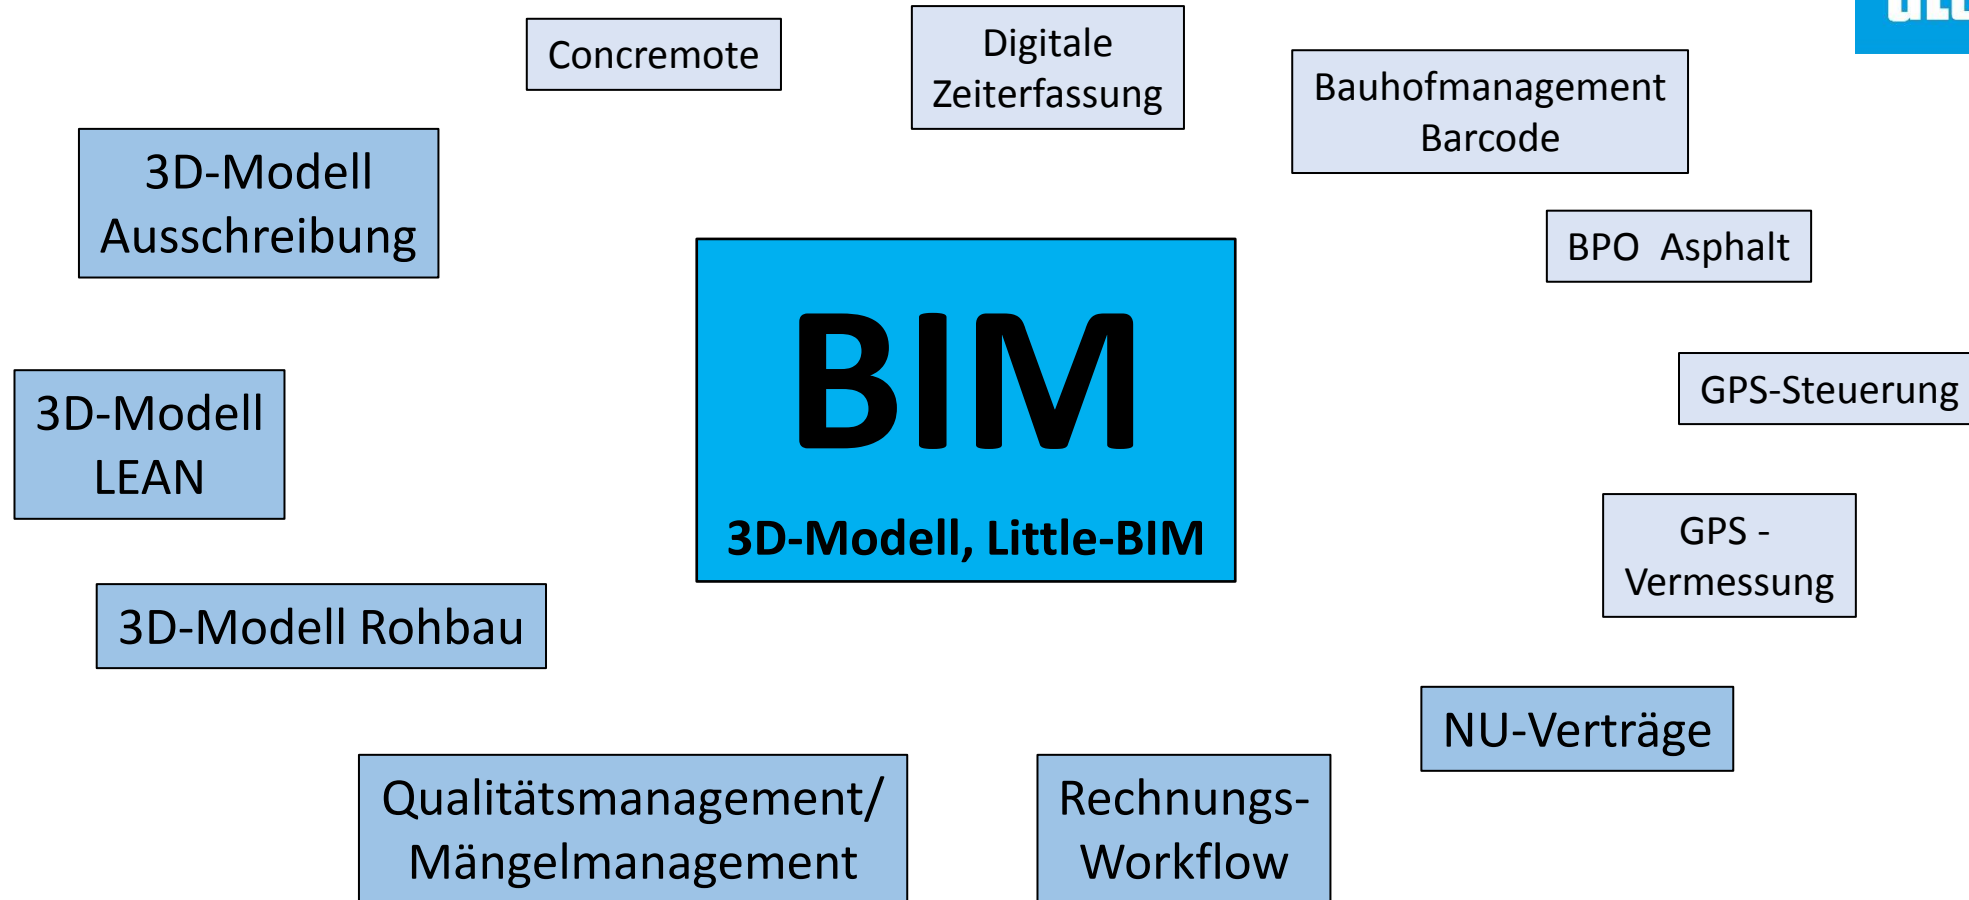 Concremote
Digitale
Zeiterfassung
Bauhofmanagement
Barcode
3D-Modell
Ausschreibung
BPO  Asphalt
BIM
3D-Modell, Little-BIM
GPS-Steuerung
3D-Modell
LEAN
GPS -
Vermessung
3D-Modell Rohbau
NU-Verträge
Qualitätsmanagement/
Mängelmanagement
Rechnungs-
Workflow